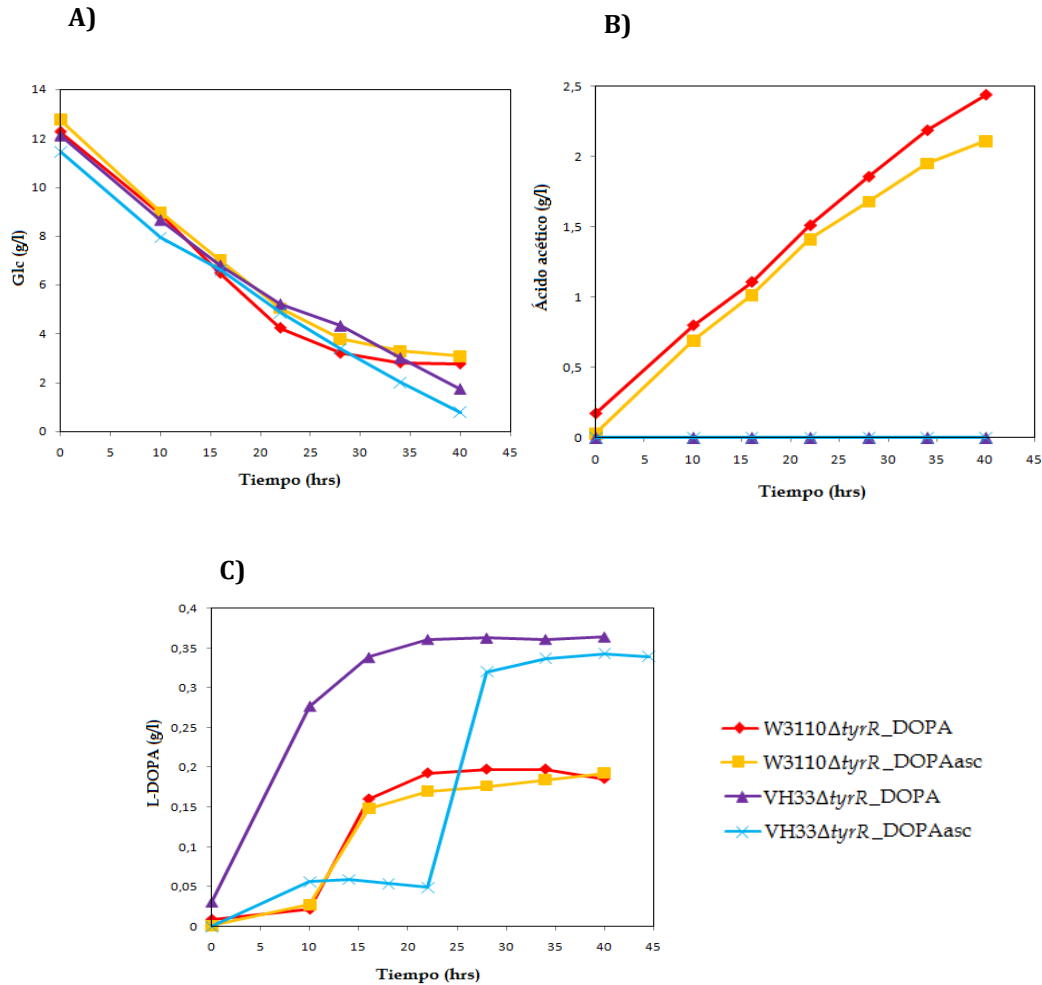 A)
B)
14
12
10
8
6
4
2
0
Glc (g/l)
0 5 10 15 20 25 30 35 40 45
Tiempo (hrs)
2,5
2
1,5
1
0,5
0
Ácido acético (g/l)
0 5 10 15 20 25 30 35 40 45
Tiempo (hrs)
C)
0,4
0,35
0,3
0,25
0,2
0,15
0,1
0,05
0
L-DOPA (g/l)
0 5 10 15 20 25 30 35 40 45
Tiempo (hrs)
W3110ΔtyrR_DOPA
W3110ΔtyrR_DOPAasc
VH33ΔtyrR_DOPA
VH33ΔtyrR_DOPAasc